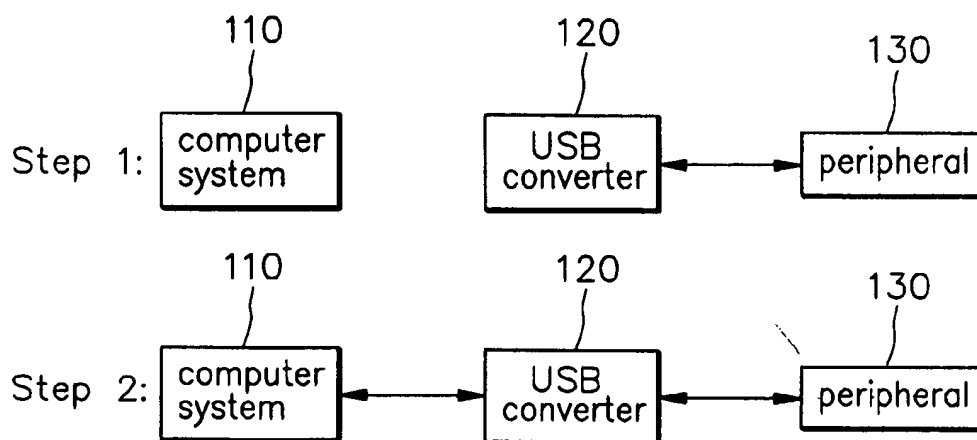 110
120
130
Step 1:
computer
system
USB
converter
peripheral
110
120
130
Step 2:
computer
system
USB
converter
peripheral